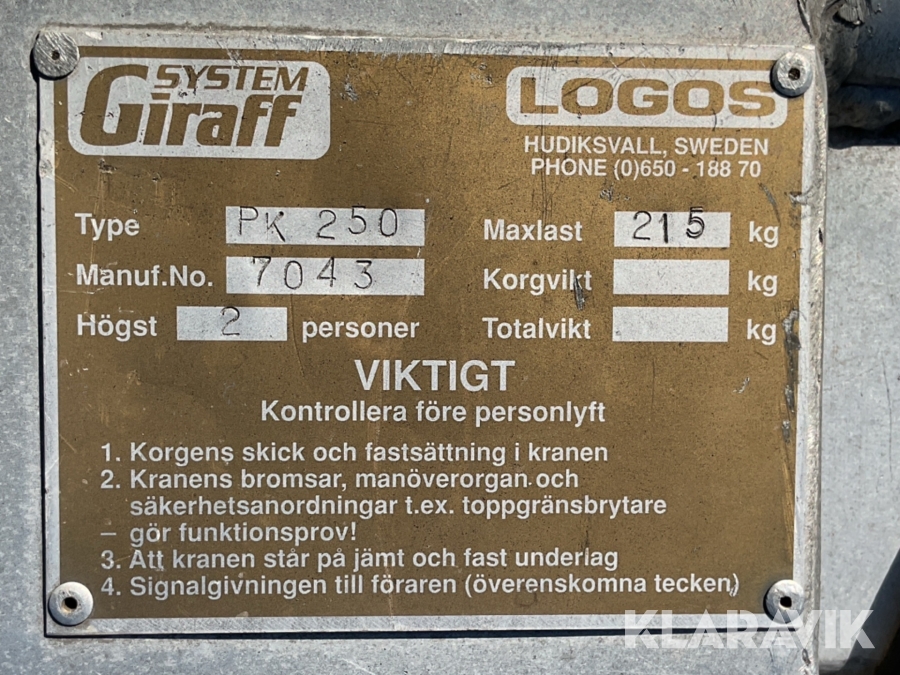 SYSTEM
Giraff
LOGOS
HUDIKSVALL, SWEDEN
PHONE (0)650 - 188 70
Type PK 250 Maxlast 215 kg
Manuf.No. 7043 Korgvikt kg
Högst 2 personer Totalvikt kg
VIKTIGT
Kontrollera före personlyft
1. Korgens skick och fastsättning i kranen
2. Kranens bromsar, manöverorgan och
säkerhetsanordningar t.ex. toppgränsbrytare
– gör funktionsprov!
3. Att kranen står på jämt och fast underlag
4. Signalgivningen till föraren (överenskomna tecken)
KLARAVIK